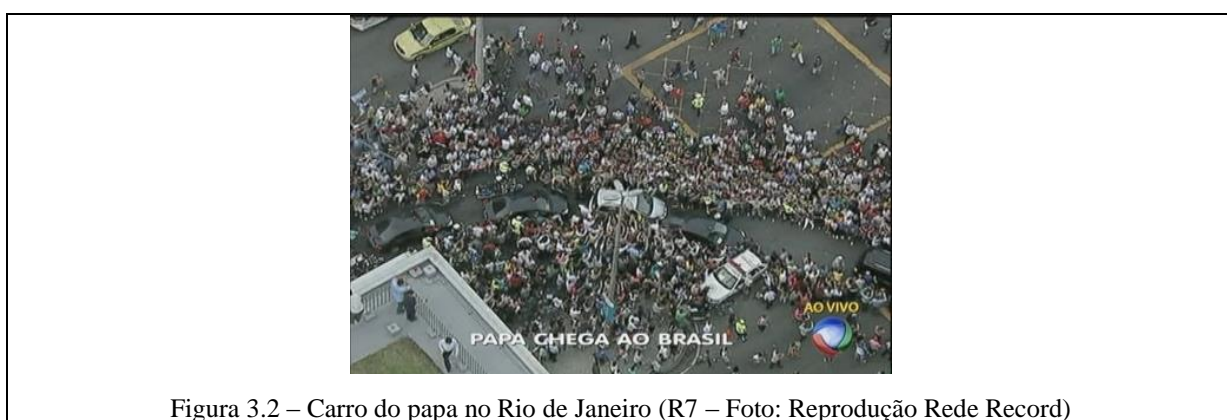 AO VIVO
PAPA CHEGA AO BRASIL
Figura 3.2 – Carro do papa no Rio de Janeiro (R7 – Foto: Reprodução Rede Record)